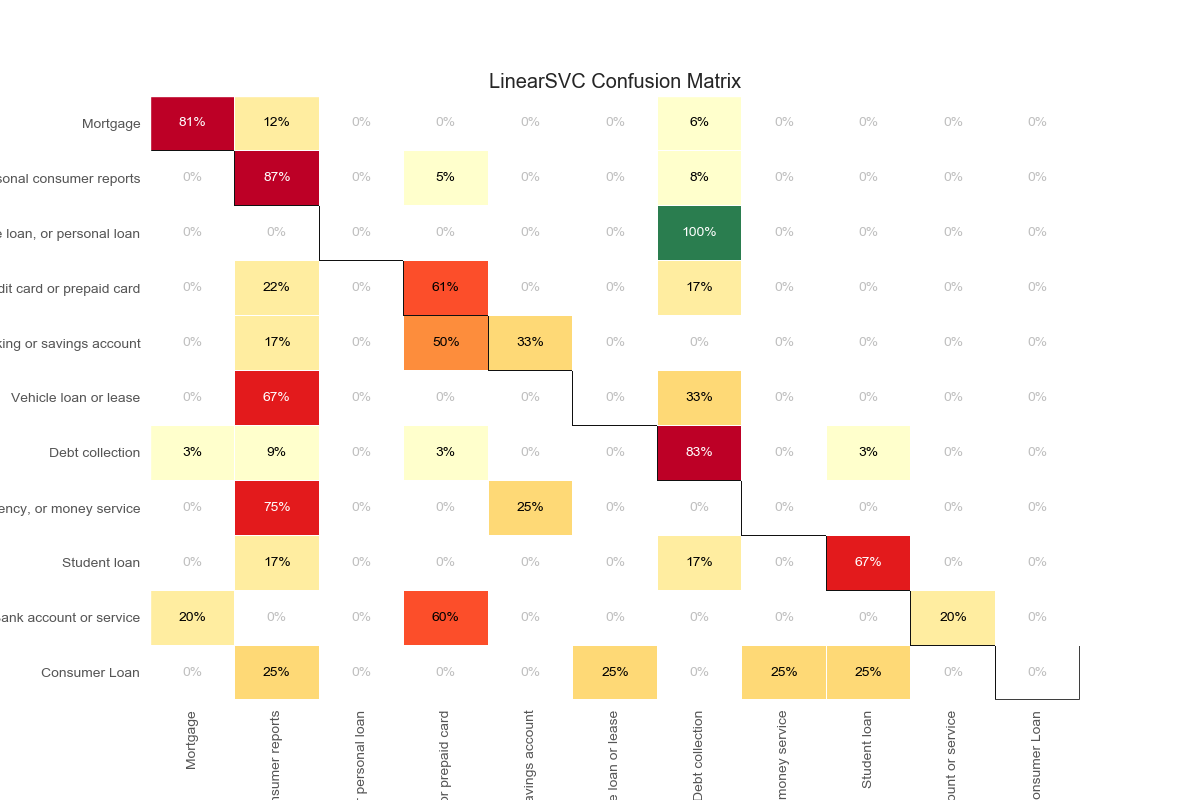 LinearSVC Confusion Matrix
Mortgage 81% 12% 0% 0% 0% 0% 6% 0% 0% 0% 0%
sonal consumer reports 0% 87% 0% 5% 0% 0% 8% 0% 0% 0% 0%
e loan, or personal loan 0% 0% 0% 0% 0% 0% 100% 0% 0% 0% 0%
dit card or prepaid card 0% 22% 0% 61% 0% 0% 17% 0% 0% 0% 0%
king or savings account 0% 17% 0% 50% 33% 0% 0% 0% 0% 0% 0%
Vehicle loan or lease 0% 67% 0% 0% 0% 0% 33% 0% 0% 0% 0%
Debt collection 3% 9% 0% 3% 0% 0% 83% 0% 3% 0% 0%
ency, or money service 0% 75% 0% 0% 25% 0% 0% 0% 0% 0% 0%
Student loan 0% 17% 0% 0% 0% 0% 17% 0% 67% 0% 0%
ank account or service 20% 0% 0% 60% 0% 0% 0% 0% 0% 20% 0%
Consumer Loan 0% 25% 0% 0% 0% 25% 0% 25% 25% 0% 0%
Mortgage
nsumer reports
r personal loan
or prepaid card
avings account
e loan or lease
Debt collection
money service
Student loan
ount or service
onsumer Loan